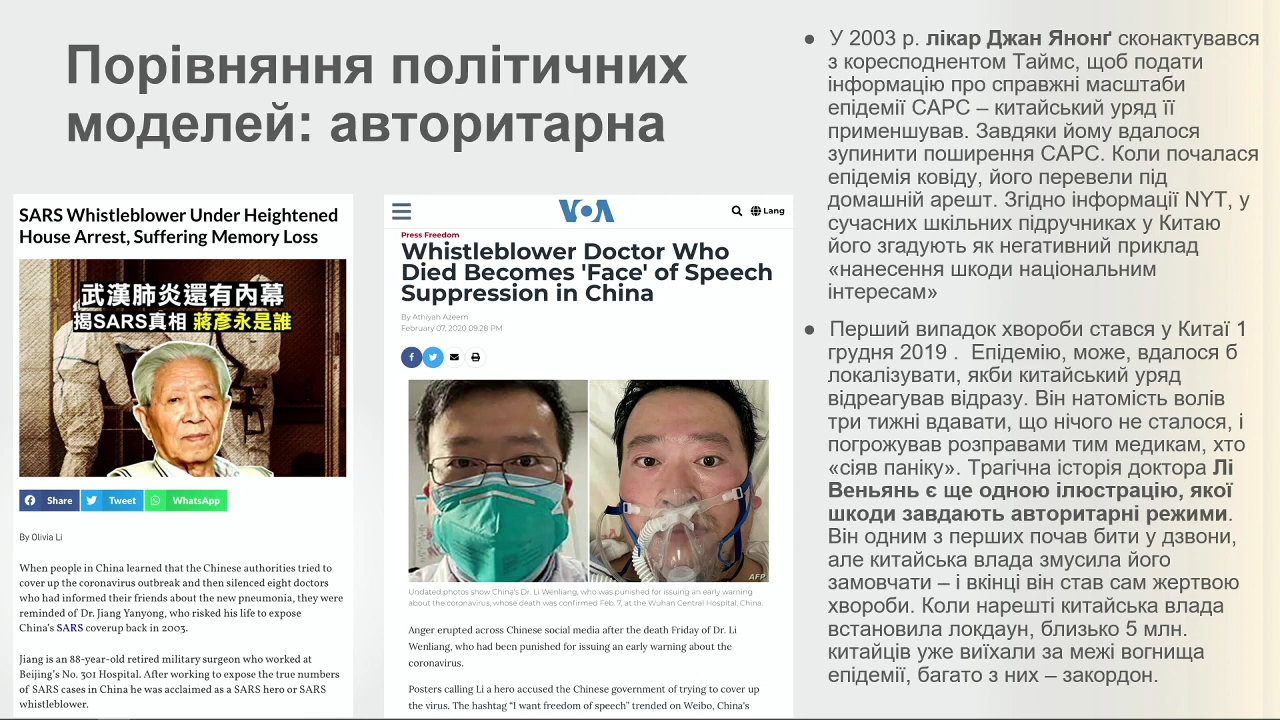 Порівняння політичних
моделей: авторитарна
SARS Whistleblower Under Heightened
House Arrest, Suffering Memory Loss
武漢肺炎還有內幕
揭SARS真相 蔣彥永是誰
Share
Tweet
WhatsApp
By Olivia Li
When people in China learned that the Chinese authorities tried to
cover up the coronavirus outbreak and then silenced eight doctors
who had informed their friends about the new pneumonia, they were
reminded of Dr. Jiang Yanyong, who risked his life to expose
China's SARS coverup back in 2003.
Jiang is an 88-year-old retired military surgeon who worked at
Beijing's No. 301 Hospital. After working to expose the true numbers
of SARS cases in China he was acclaimed as a SARS hero or SARS
whistleblower.
VOA
Lang
Press Freedom
Whistleblower Doctor Who
Died Becomes 'Face' of Speech
Suppression in China
By Athiyah Azeem
February 07, 2020 09:28 PM
AFP
Undated photos show China's Dr. Li Wenliang, who was punished for issuing an early warning
about the coronavirus, whose death was confirmed Feb. 7, at the Wuhan Central Hospital, China.
Anger erupted across Chinese social media after the death Friday of Dr. Li
Wenliang, who had been punished for issuing an early warning about the
coronavirus.
Posters calling Li a hero accused the Chinese government of trying to cover up
the virus. The hashtag "I want freedom of speech" trended on Weibo, China's
● У 2003 р. лікар Джан Янонґ сконактувався
з коресподнентом Таймс, щоб подати
інформацію про справжні масштаби
епідемії САРС – китайський уряд її
применшував. Завдяки йому вдалося
зупинити поширення САРС. Коли почалася
епідемія ковіду, його перевели під
домашній арешт. Згідно інформації NYT, у
сучасних шкільних підручниках у Китаю
його згадують як негативний приклад
«нанесення шкоди національним
інтересам»
● Перший випадок хвороби стався у Китаї 1
грудня 2019 . Епідемію, може, вдалося б
локалізувати, якби китайський уряд
відреагував відразу. Він натомість волів
три тижні вдавати, що нічого не сталося, і
погрожував розправами тим медикам, хто
«сіяв паніку». Трагічна історія доктора Лі
Веньянь є ще одною ілюстрацію, якої
шкоди завдають авторитарні режими.
Він одним з перших почав бити у дзвони,
але китайська влада змусила його
замовчати – і вкінці він став сам жертвою
хвороби. Коли нарешті китайська влада
встановила локдаун, близько 5 млн.
китайців уже виїхали за межі вогнища
епідемії, багато з них – закордон.